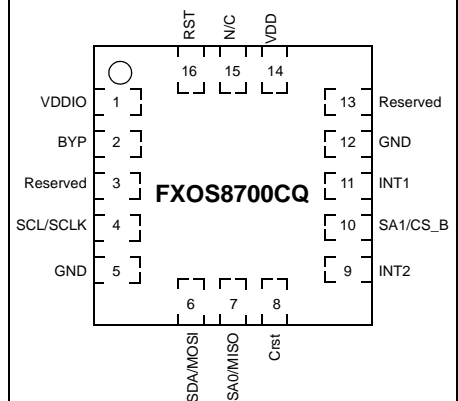 RST N/C VDD
16 15 14
VDDIO 1 13 Reserved
BYP 2 12 GND
Reserved 3 FXOS8700CQ 11 INT1
SCL/SCLK 4 10 SA1/CS_B
GND 5 9 INT2
6 7 8
SDA/MOSI SA0/MISO Crst